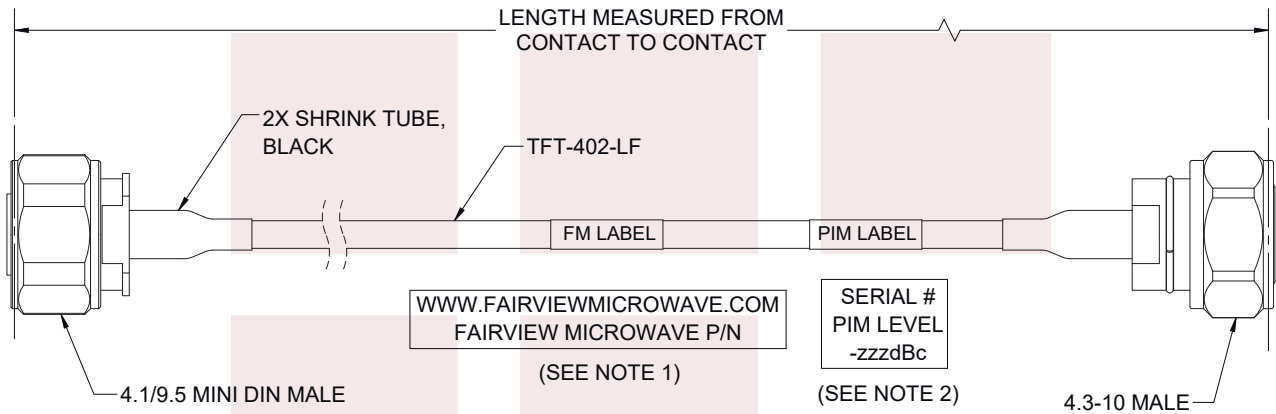 LENGTH MEASURED FROM
CONTACT TO CONTACT
2X SHRINK TUBE,
BLACK
TFT-402-LF
FM LABEL
PIM LABEL
WWW.FAIRVIEWMICROWAVE.COM
FAIRVIEW MICROWAVE P/N
(SEE NOTE 1)
SERIAL #
PIM LEVEL
-zzzdBc
(SEE NOTE 2)
4.1/9.5 MINI DIN MALE
4.3-10 MALE